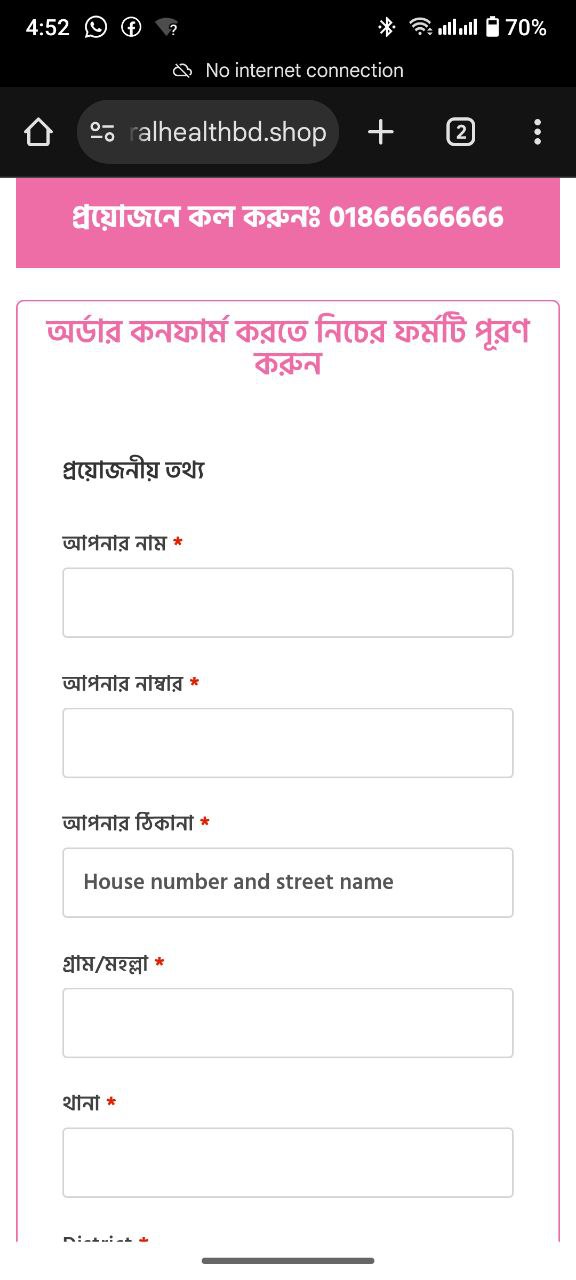 4:52
70%
No internet connection
ralhealthbd.shop
2
প্রয়োজনে কল করুনঃ 01866666666
অর্ডার কনফার্ম করতে নিচের ফর্মটি পূরণ
করুন
প্রয়োজনীয় তথ্য
আপনার নাম *
আপনার নাম্বার *
আপনার ঠিকানা *
House number and street name
গ্রাম/মহল্লা *
থানা *
District *